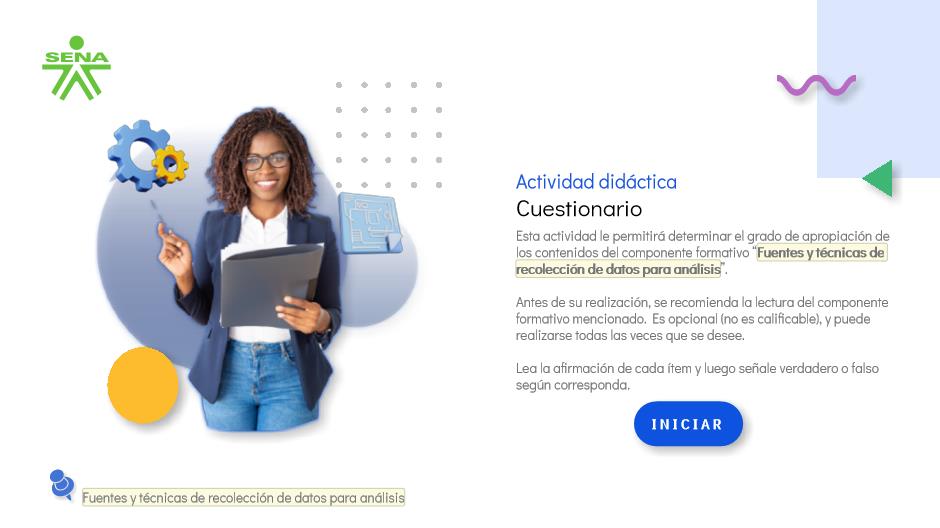 SENA
Actividad didáctica
Cuestionario
Esta actividad le permitirá determinar el grado de apropiación de
los contenidos del componente formativo “Fuentes y técnicas de
recolección de datos para análisis”.
Antes de su realización, se recomienda la lectura del componente
formativo mencionado. Es opcional (no es calificable), y puede
realizarse todas las veces que se desee.
Lea la afirmación de cada ítem y luego señale verdadero o falso
según corresponda.
INICIAR
Fuentes y técnicas de recolección de datos para análisis